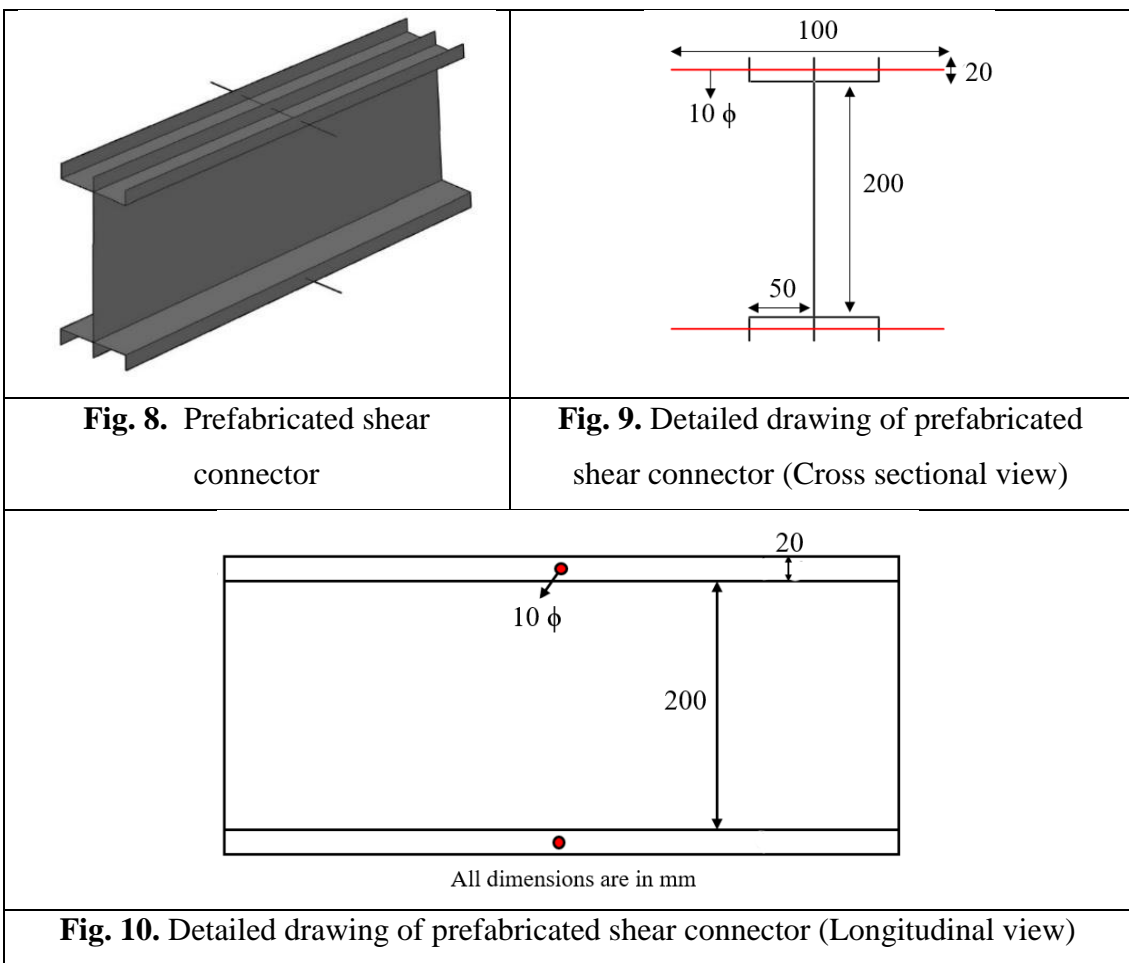 100
20
10 ϕ
200
50
Fig. 8. Prefabricated shear
connector
Fig. 9. Detailed drawing of prefabricated
shear connector (Cross sectional view)
20
10 ϕ
200
All dimensions are in mm
Fig. 10. Detailed drawing of prefabricated shear connector (Longitudinal view)